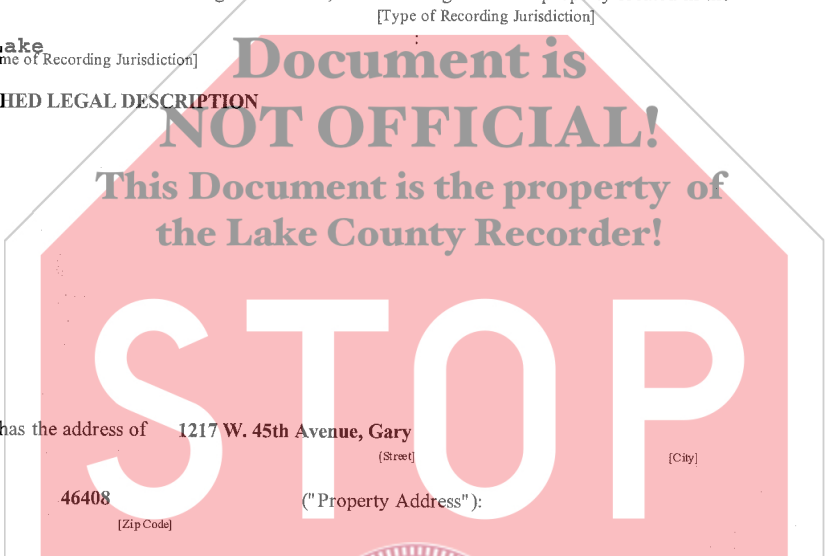 [Type of Recording Jurisdiction]
ake
me of Recording Jurisdiction]
HED LEGAL DESCRIPTION
Document is
NOT OFFICIAL!
This Document is the property of
the Lake County Recorder!
STOP
has the address of 1217 W. 45th Avenue, Gary
[Street] [City]
46408 ("Property Address"):
[Zip Code]